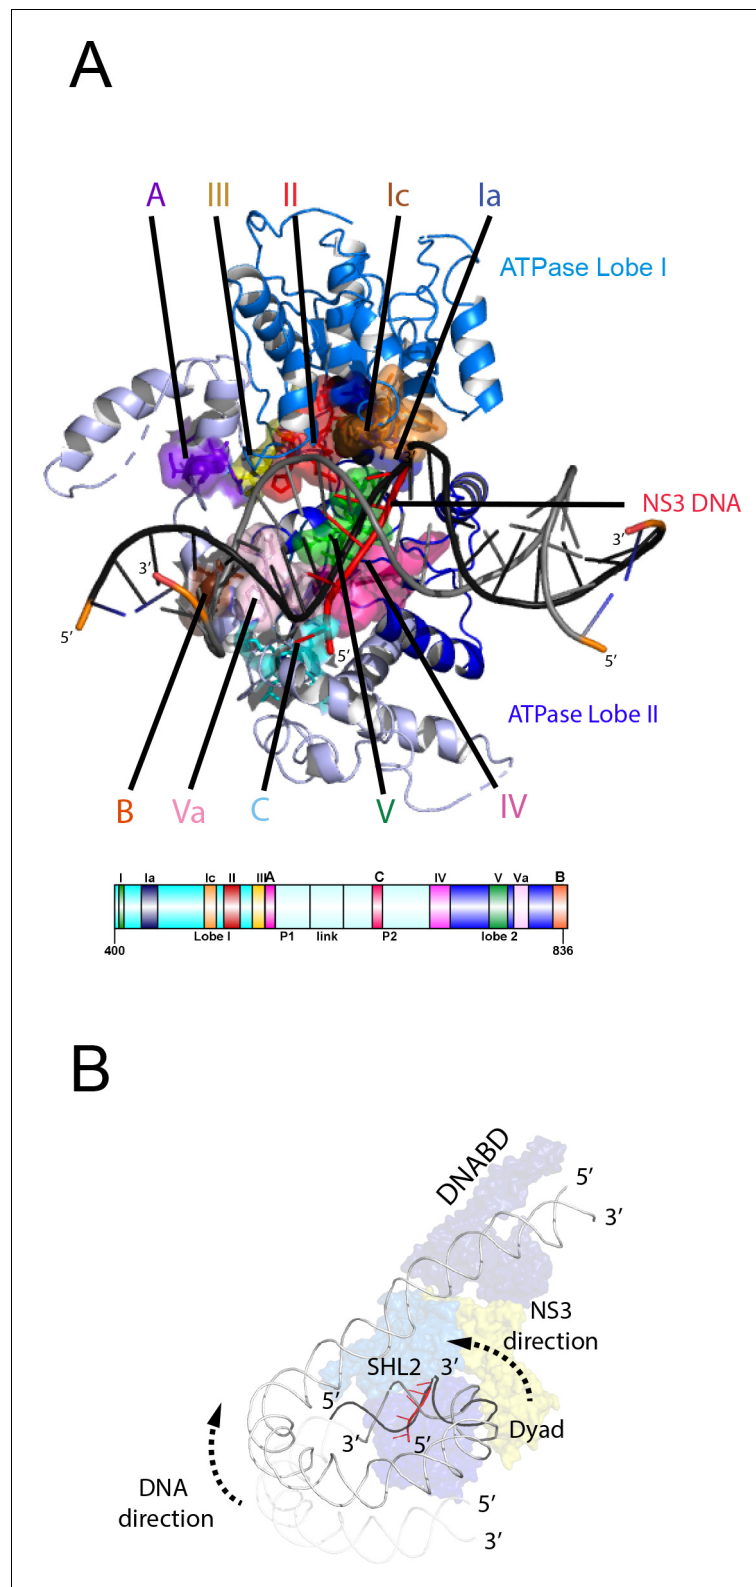 A
A III II Ic Ia
ATPase Lobe I
3′
NS3 DNA
3′
3′
5′
5′
5′
ATPase Lobe II
B Va C V IV
I Ia Ic II III A C IV V Va B
Lobe I P1 link P2 lobe 2
400 836
B
DNABD
5′
3′
NS3
direction
SHL2 3′
5′
Dyad
3′ 5′
DNA
direction
5′
3′